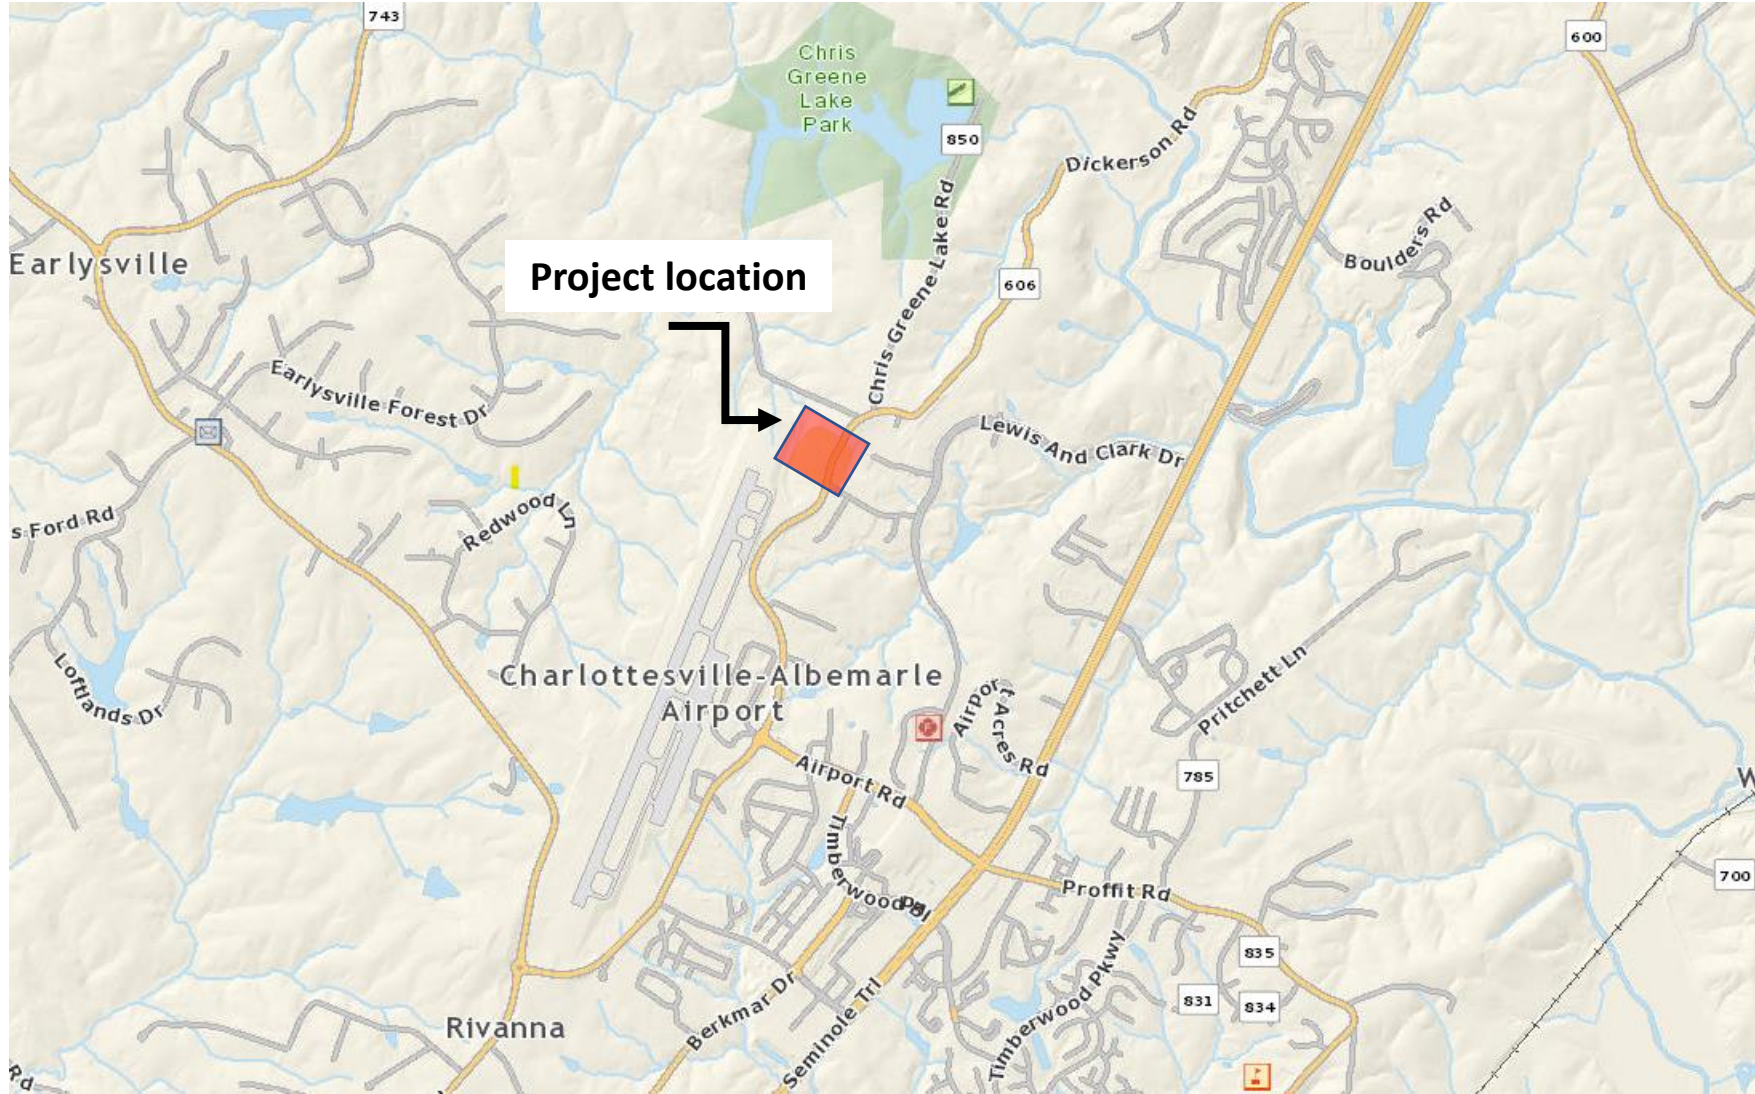 743
600
Chris
Greene
Lake
Park
850
Dickerson Rd
Chris Greene Lake Rd
Boulders Rd
Earlysville
Project location
606
Earlysville Forest Dr
Lewis And Clark Dr
s Ford Rd
Redwood Ln
Loftlands Dr
Charlottesville-Albemarle
Airport
Pritchett Ln
Airport Acres Rd
F
Airport Rd
785
W
Timberwood Bl
Proffit Rd
700
835
831
834
Timberwood Pkwy
Berkmar Dr
Seminole Trl
Rivanna
Rd